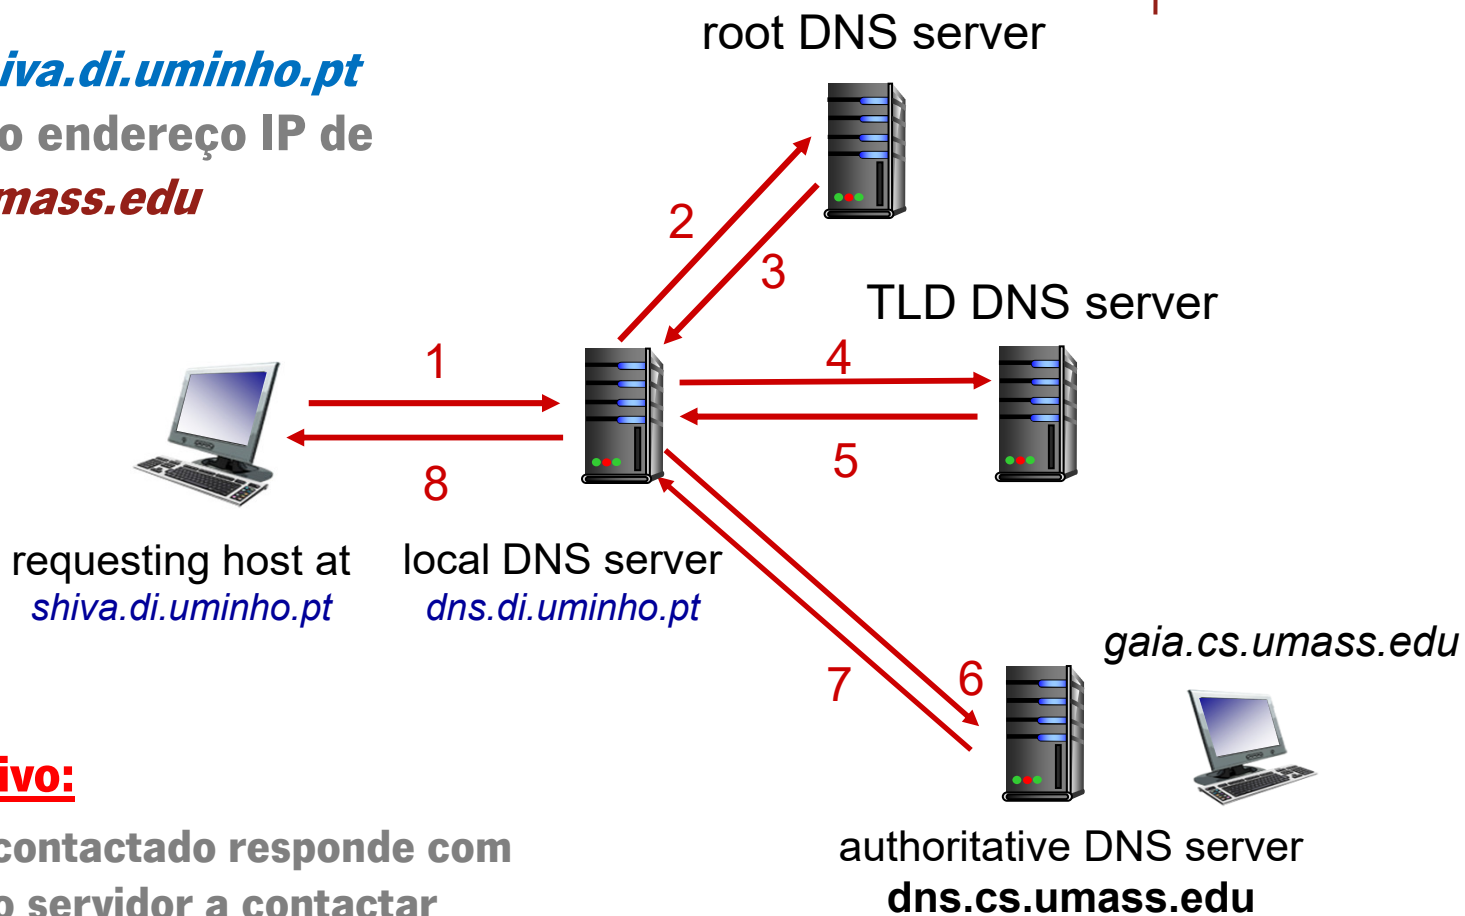 root DNS server
iva.di.uminho.pt
o endereço IP de
mass.edu
2
3
TLD DNS server
1
4
5
8
requesting host at
shiva.di.uminho.pt
local DNS server
dns.di.uminho.pt
gaia.cs.umass.edu
7
6
ivo:
contactado responde com
o servidor a contactar
authoritative DNS server
dns.cs.umass.edu